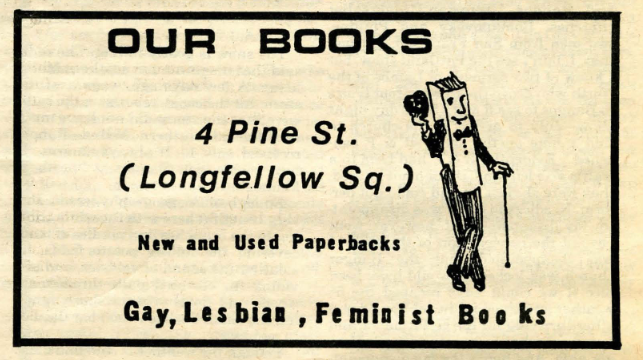 OUR BOOKS
4 Pine St.
(Longfellow Sq.)
New and Used Paperbacks
Gay, Lesbian, Feminist Books